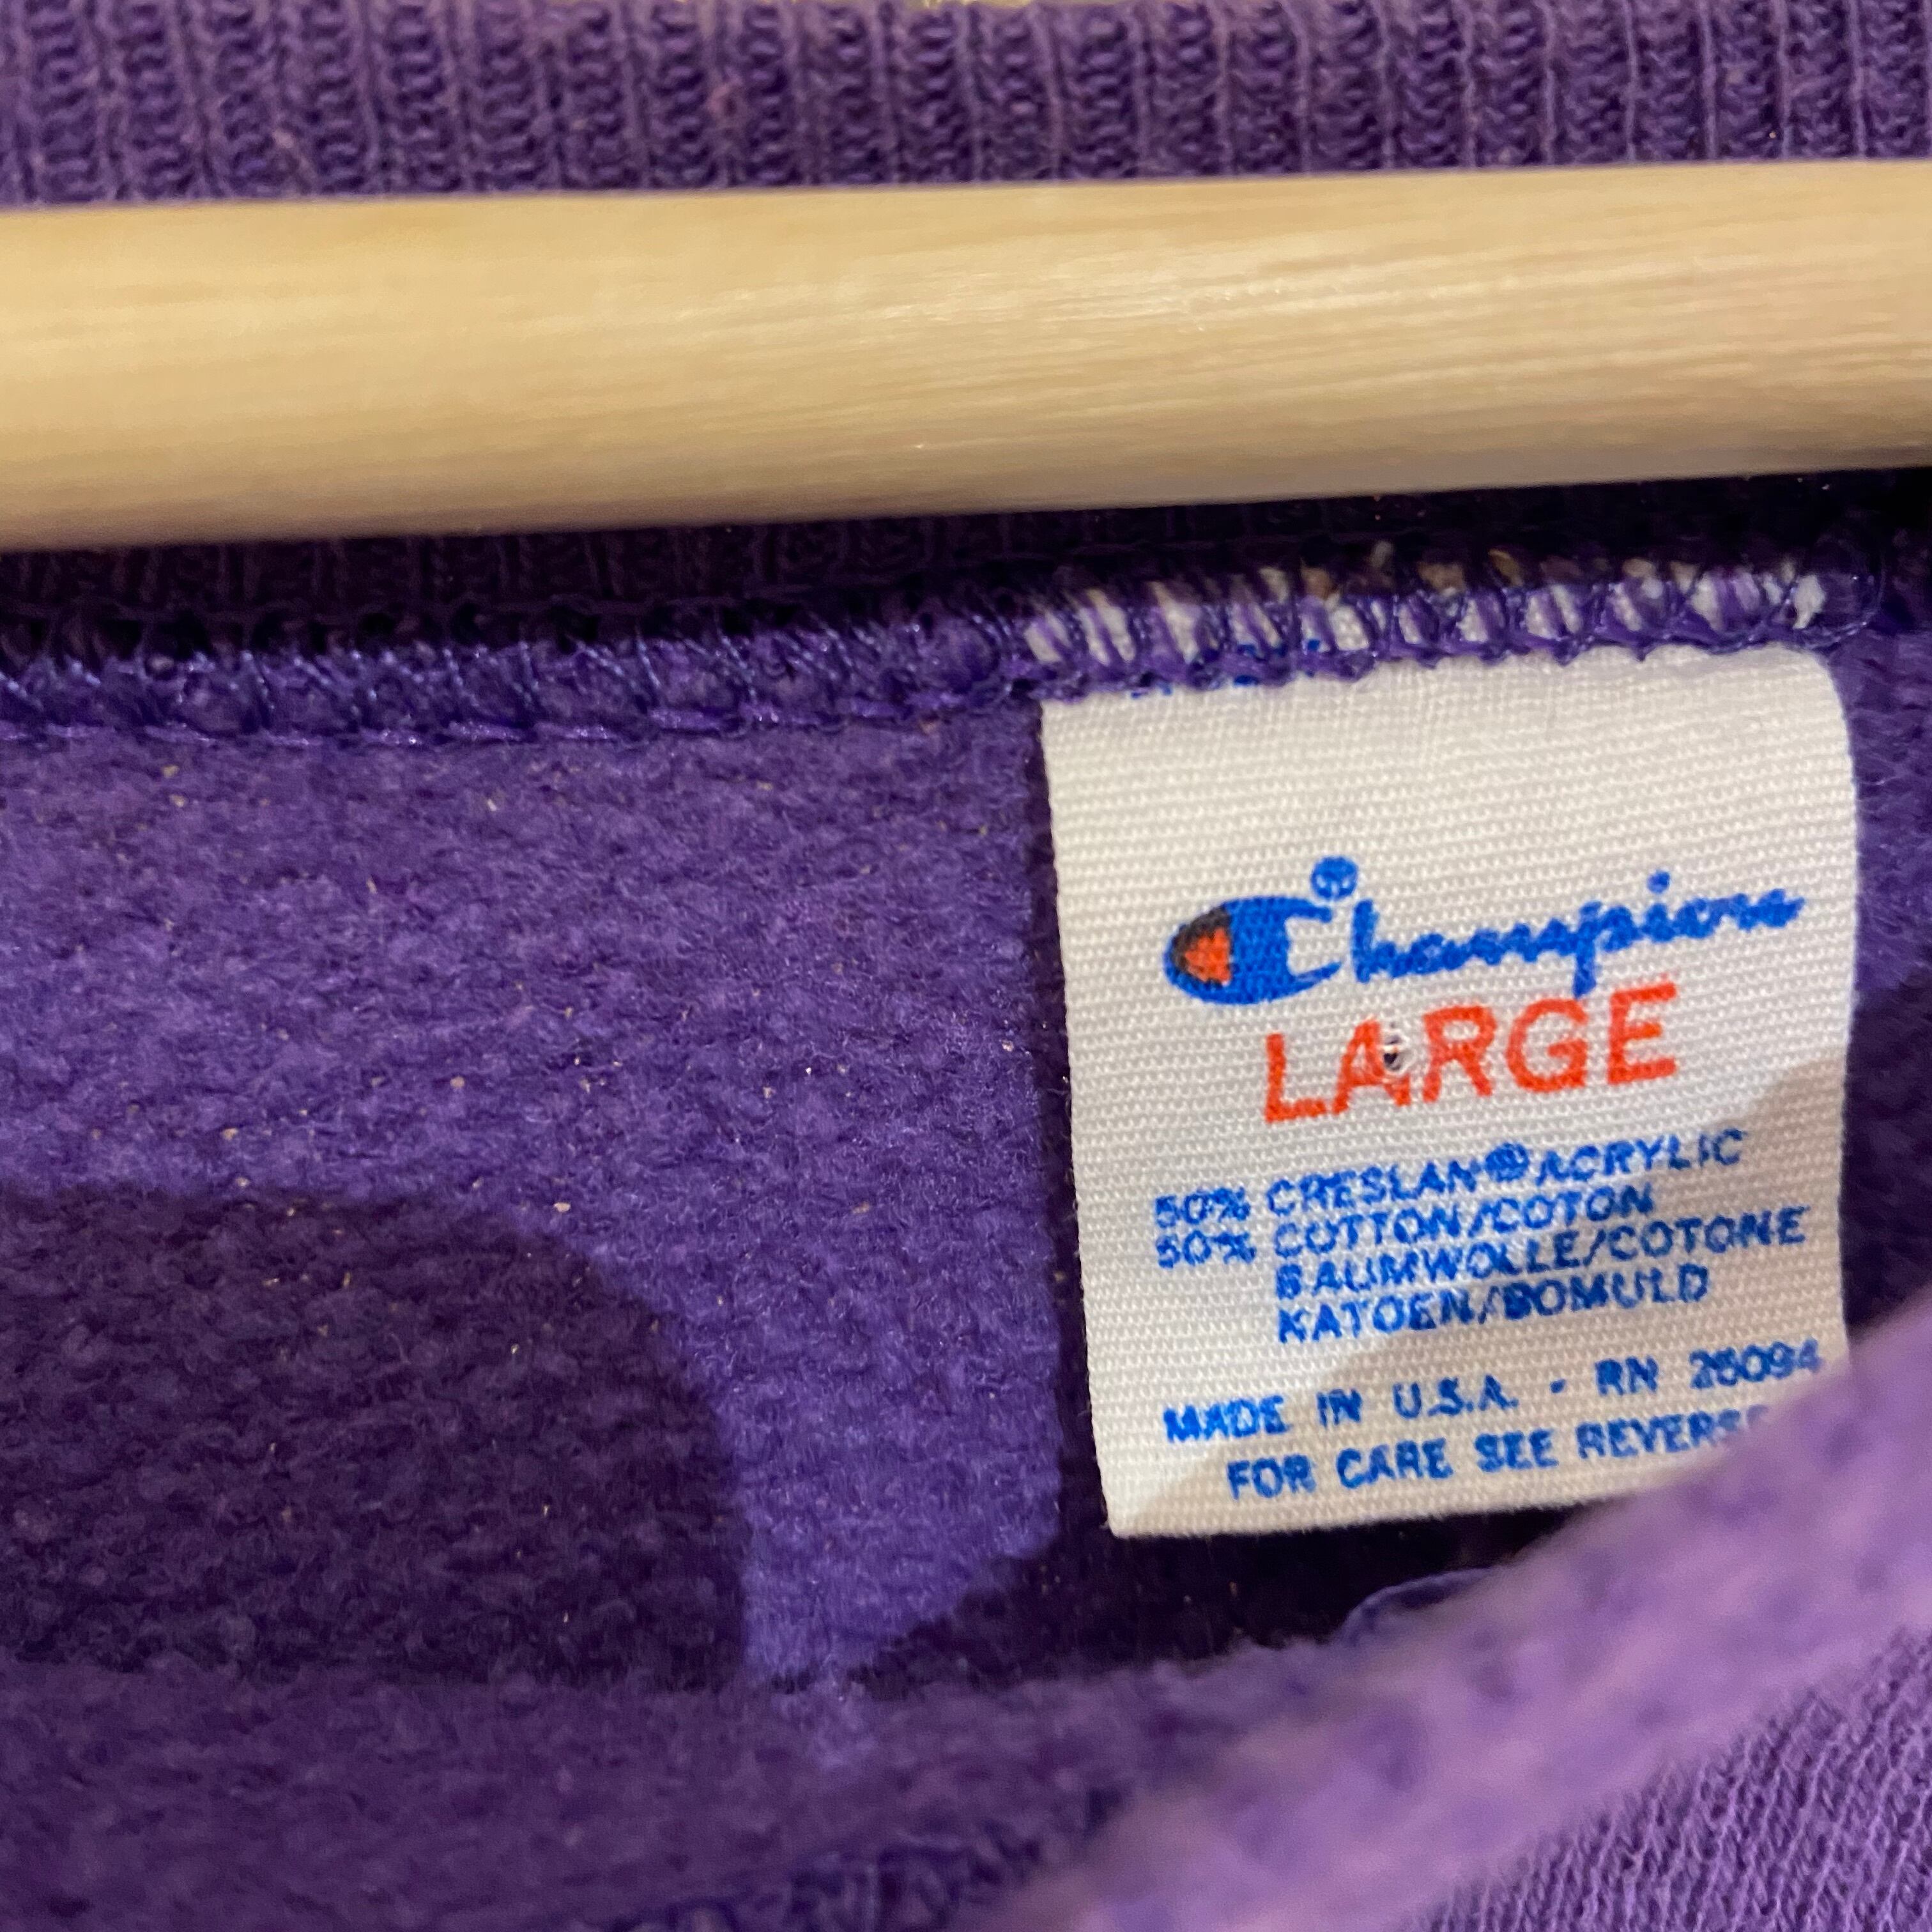 Champion
LARGE
50% CRESLAN® ACRYLIC
50% COTTON/COTON
BAUMWOLLE/COTONE
KATOEN/BOMULD
MADE IN U.S.A. - RN 26094
FOR CARE SEE REVERSE